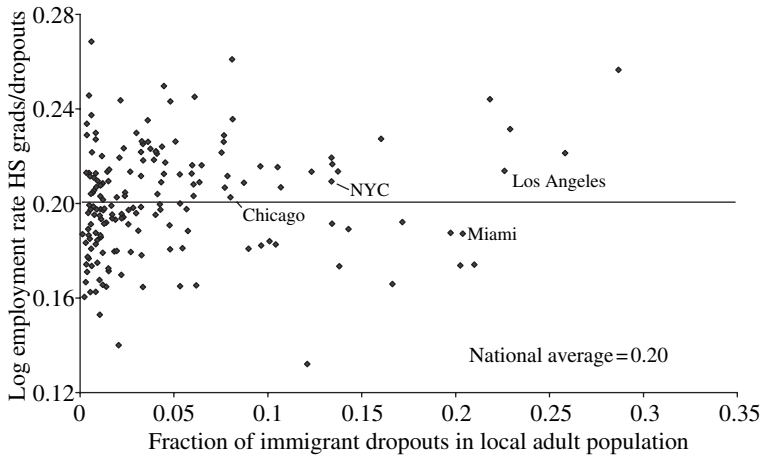 Log employment rate HS grads/dropouts
0.28
0.24
0.20
0.16
0.12
NYC
Los Angeles
Chicago
Miami
National average = 0.20
0
0.05
0.1
0.15
0.2
0.25
0.3
0.35
Fraction of immigrant dropouts in local adult population